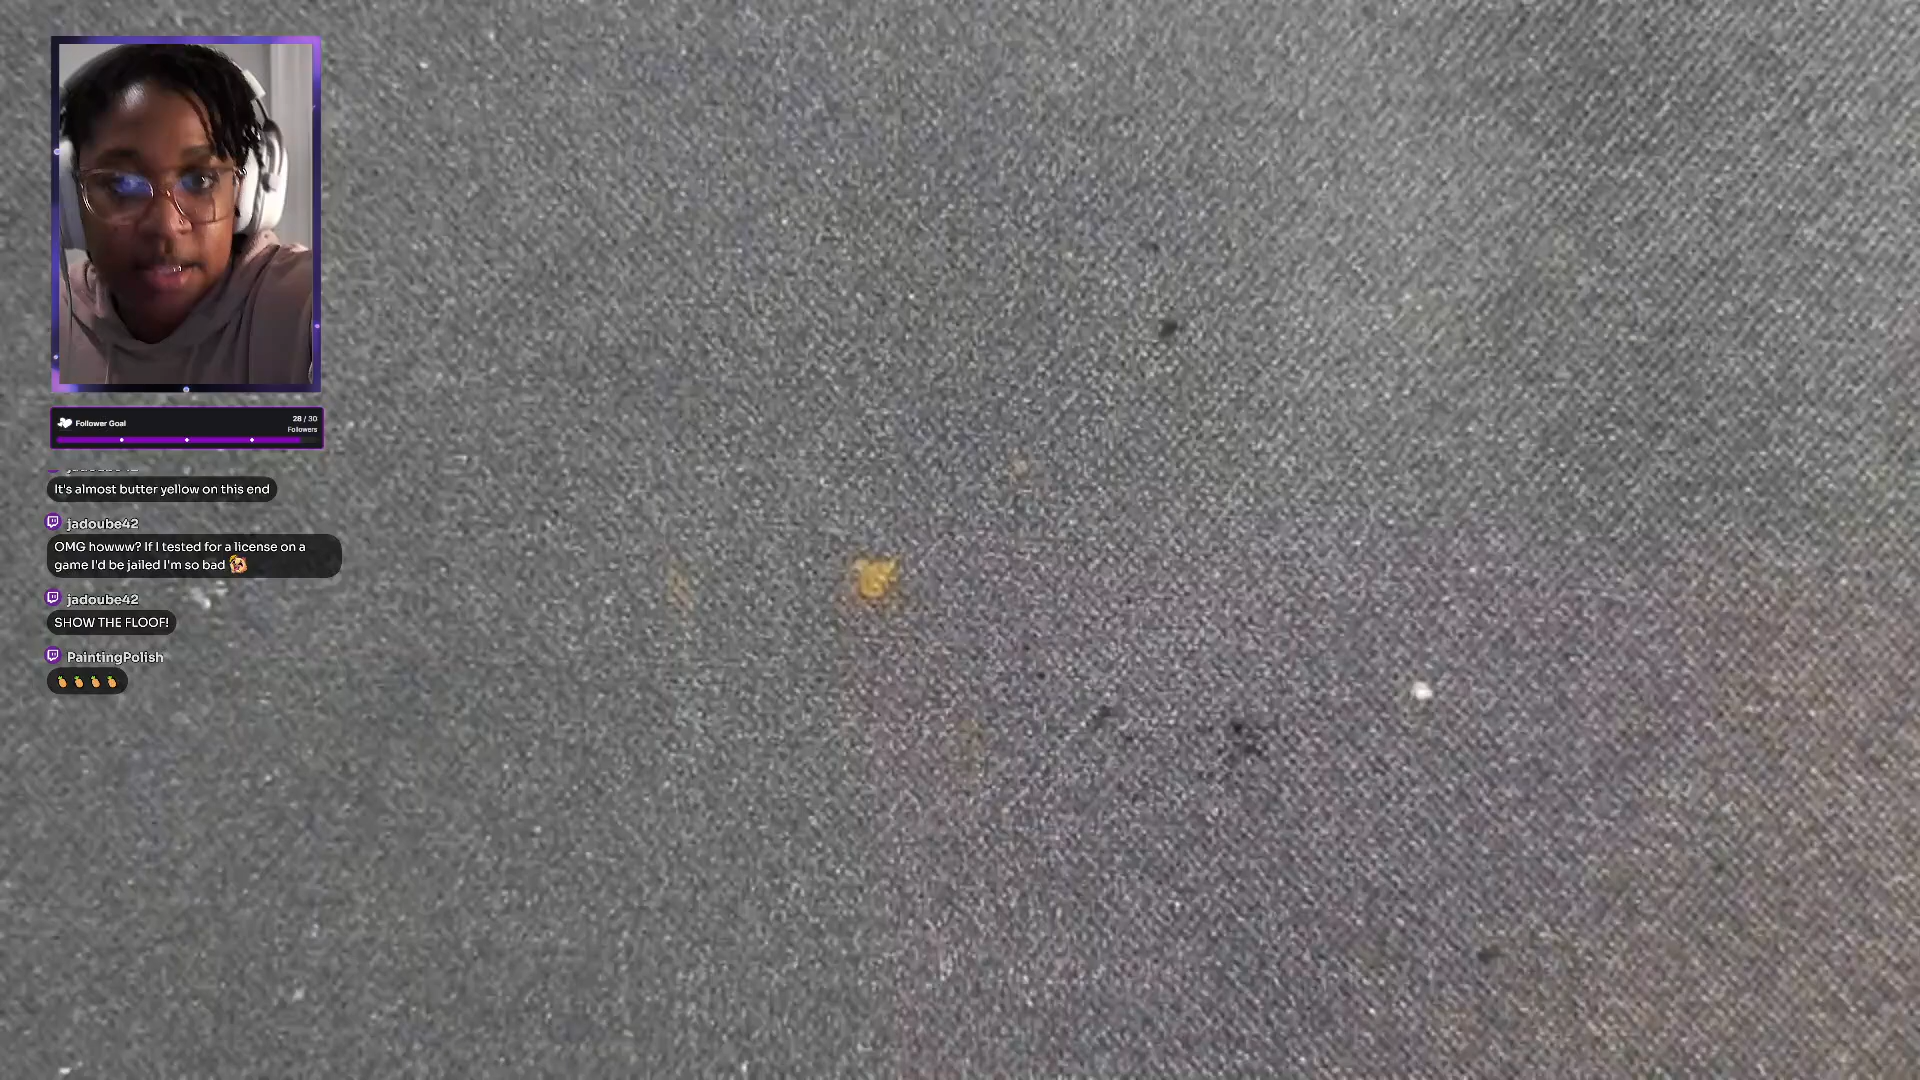 Follower Goal
28 / 30
Followers
It's almost butter yellow on this end
jadoube42
OMG howww? If I tested for a license on a
game I'd be jailed I'm so bad
jadoube42
SHOW THE FLOOF!
PaintingPolish